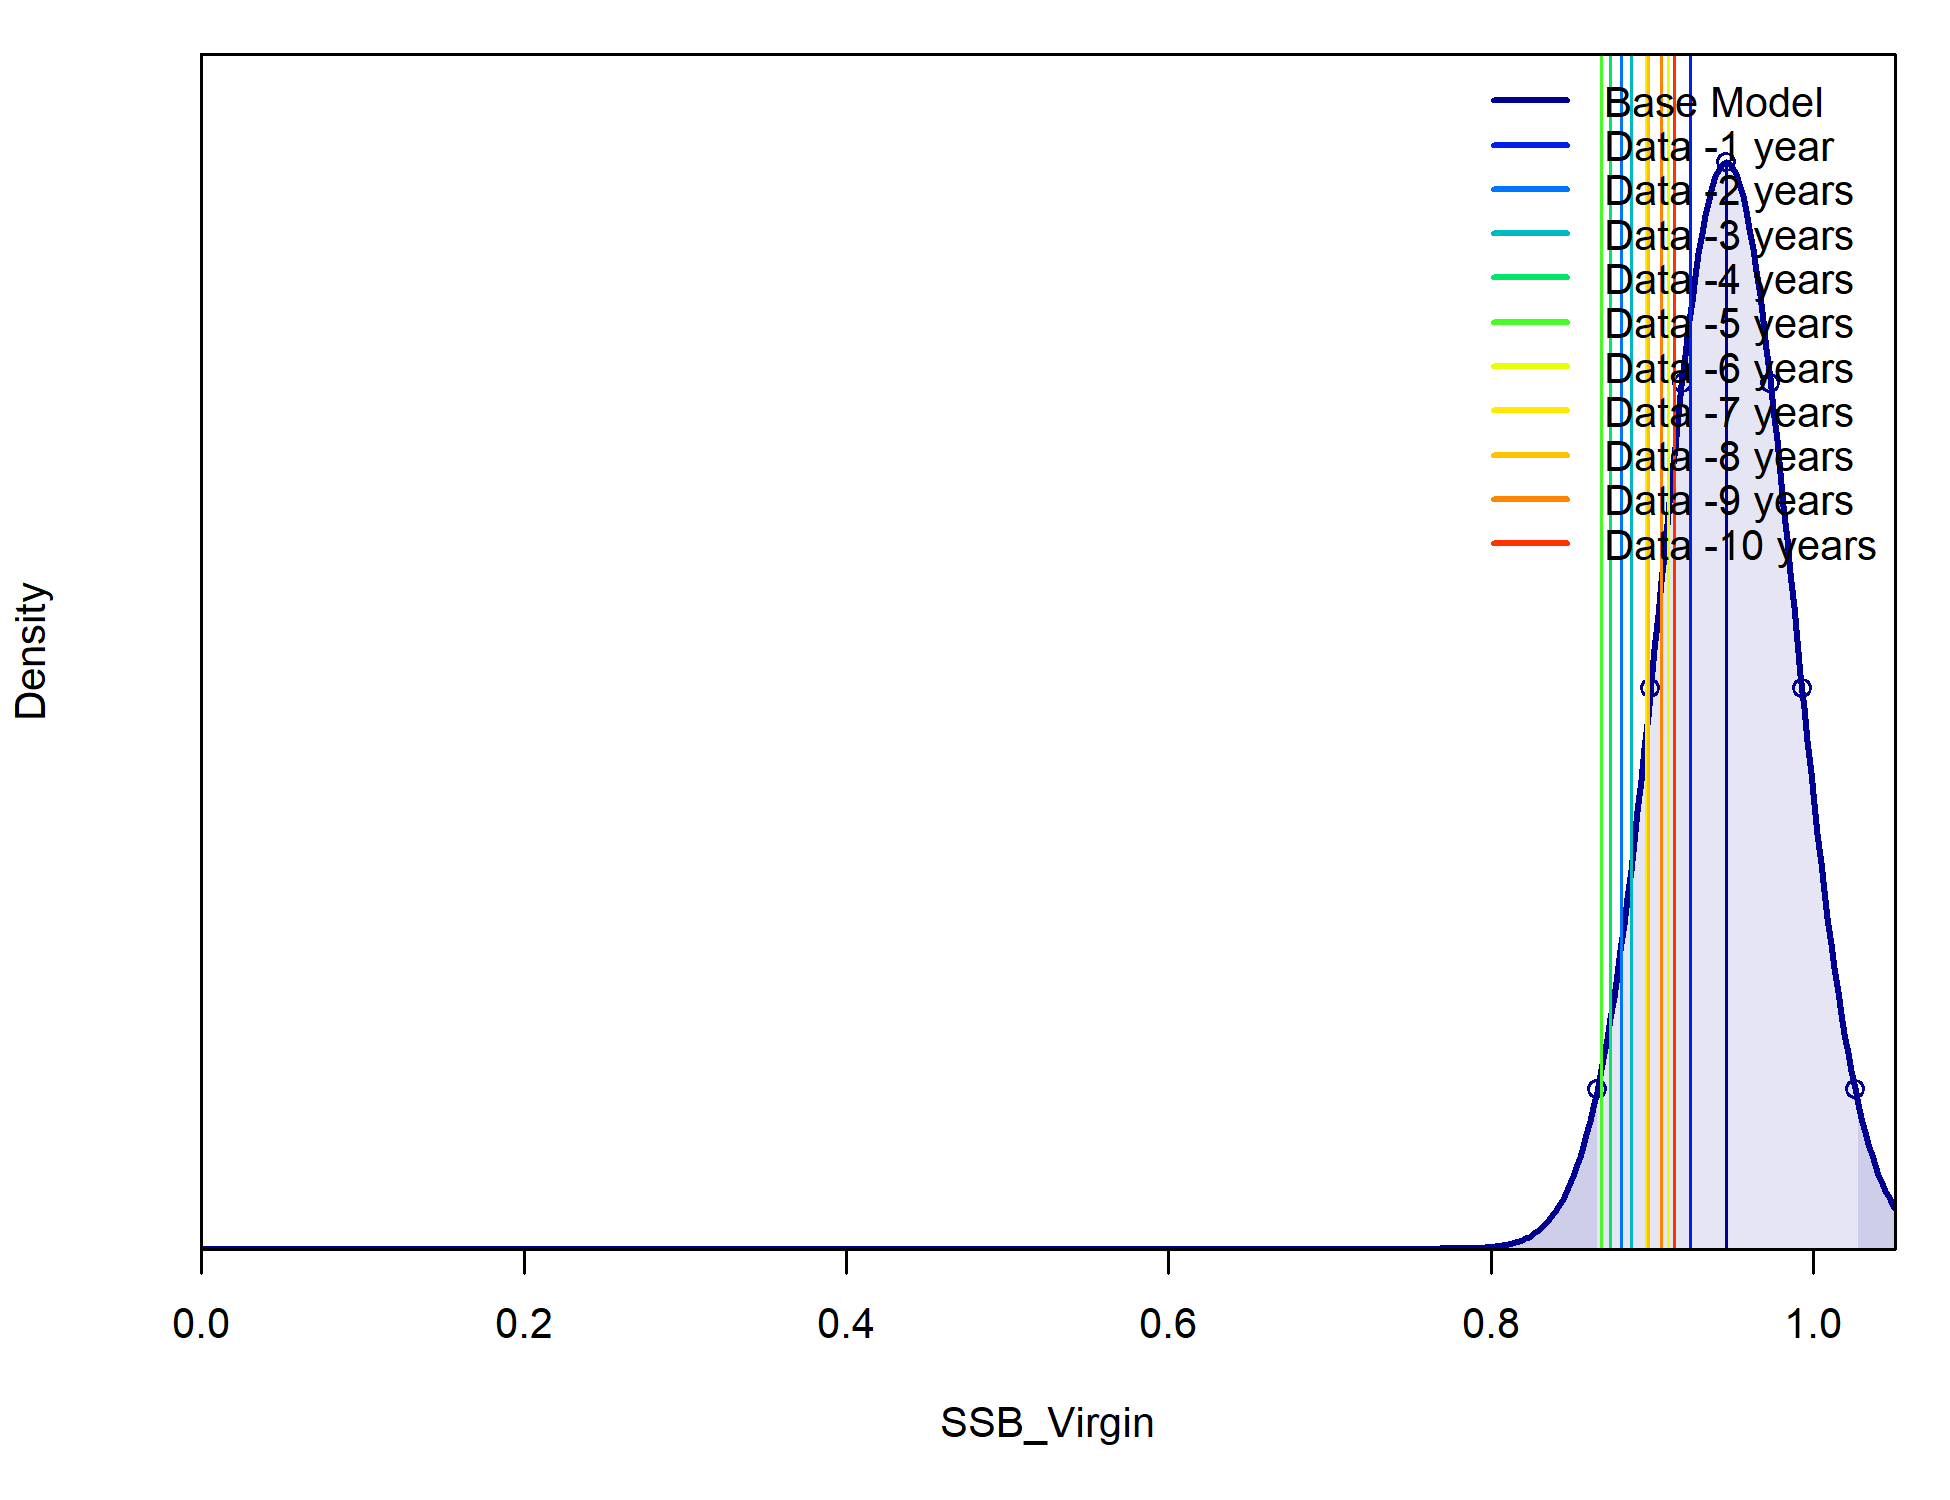 Base Model
Data -1 year
Data -2 years
Data -3 years
Data -4 years
Data -5 years
Data -6 years
Data -7 years
Data -8 years
Data -9 years
Data -10 years
Density
0.0 0.2 0.4 0.6 0.8 1.0
SSB_Virgin